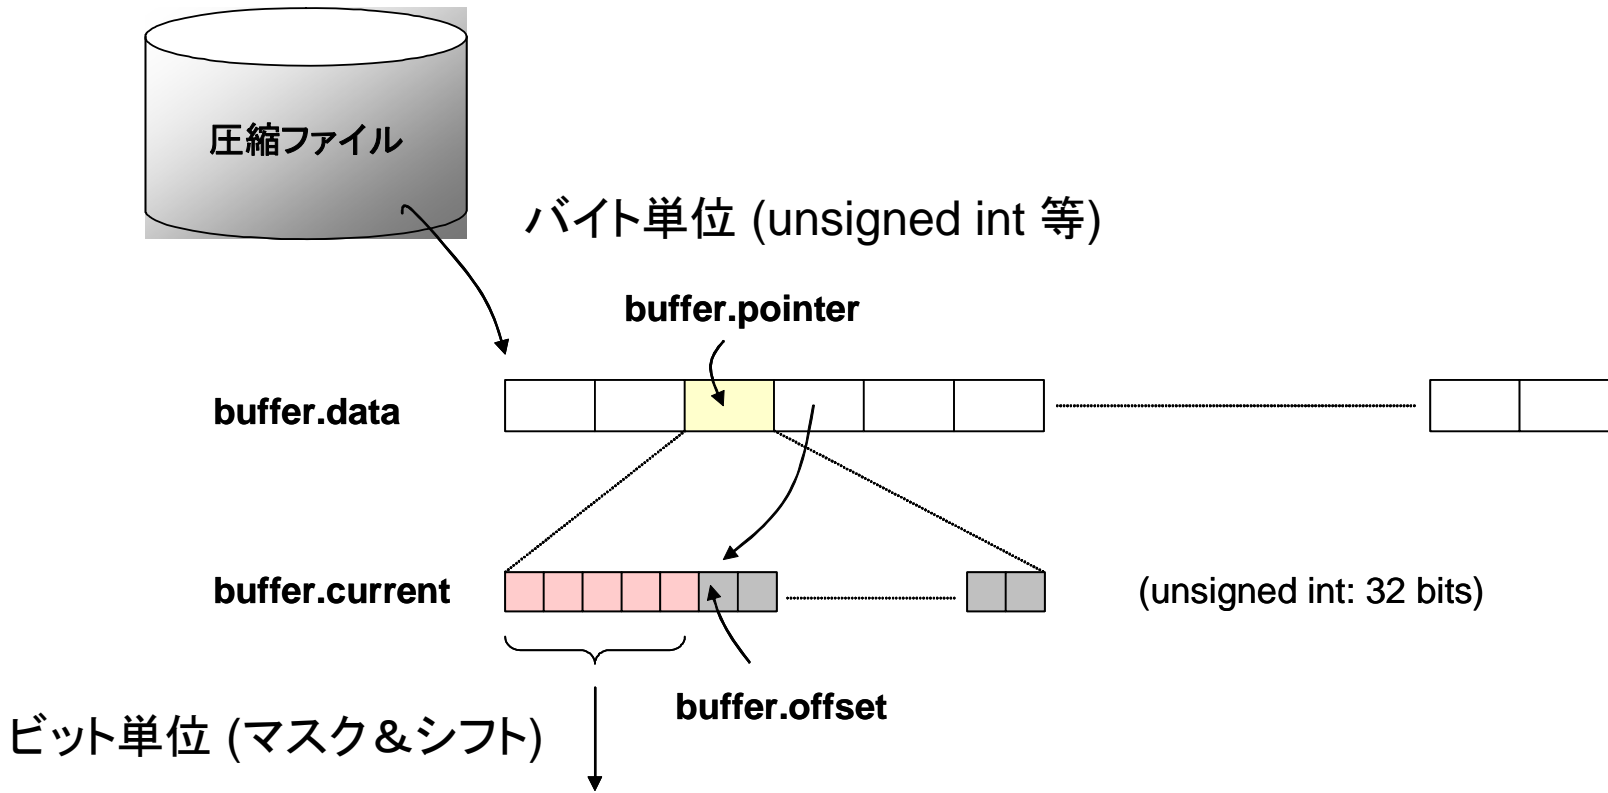 圧縮ファイル
バイト単位 (unsigned int 等)
buffer.pointer
buffer.data
buffer.current
(unsigned int: 32 bits)
buffer.offset
ビット単位 (マスク＆シフト)